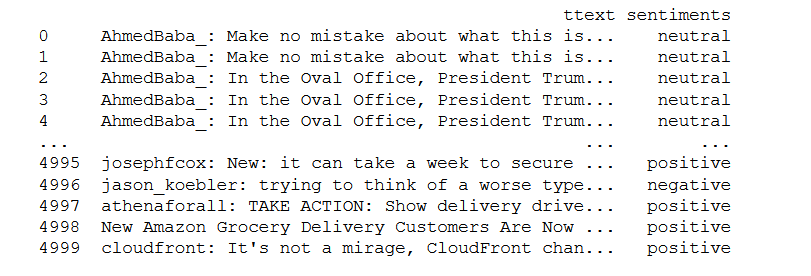 ttext sentiments
0 AhmedBaba_: Make no mistake about what this is... neutral
1 AhmedBaba_: Make no mistake about what this is... neutral
2 AhmedBaba_: In the Oval Office, President Trum... neutral
3 AhmedBaba_: In the Oval Office, President Trum... neutral
4 AhmedBaba_: In the Oval Office, President Trum... neutral
... ... ...
4995 josephfcox: New: it can take a week to secure ... positive
4996 jason_koebler: trying to think of a worse type... negative
4997 athenaforall: TAKE ACTION: Show delivery drive... positive
4998 New Amazon Grocery Delivery Customers Are Now ... positive
4999 cloudfront: It's not a mirage, CloudFront chan... positive